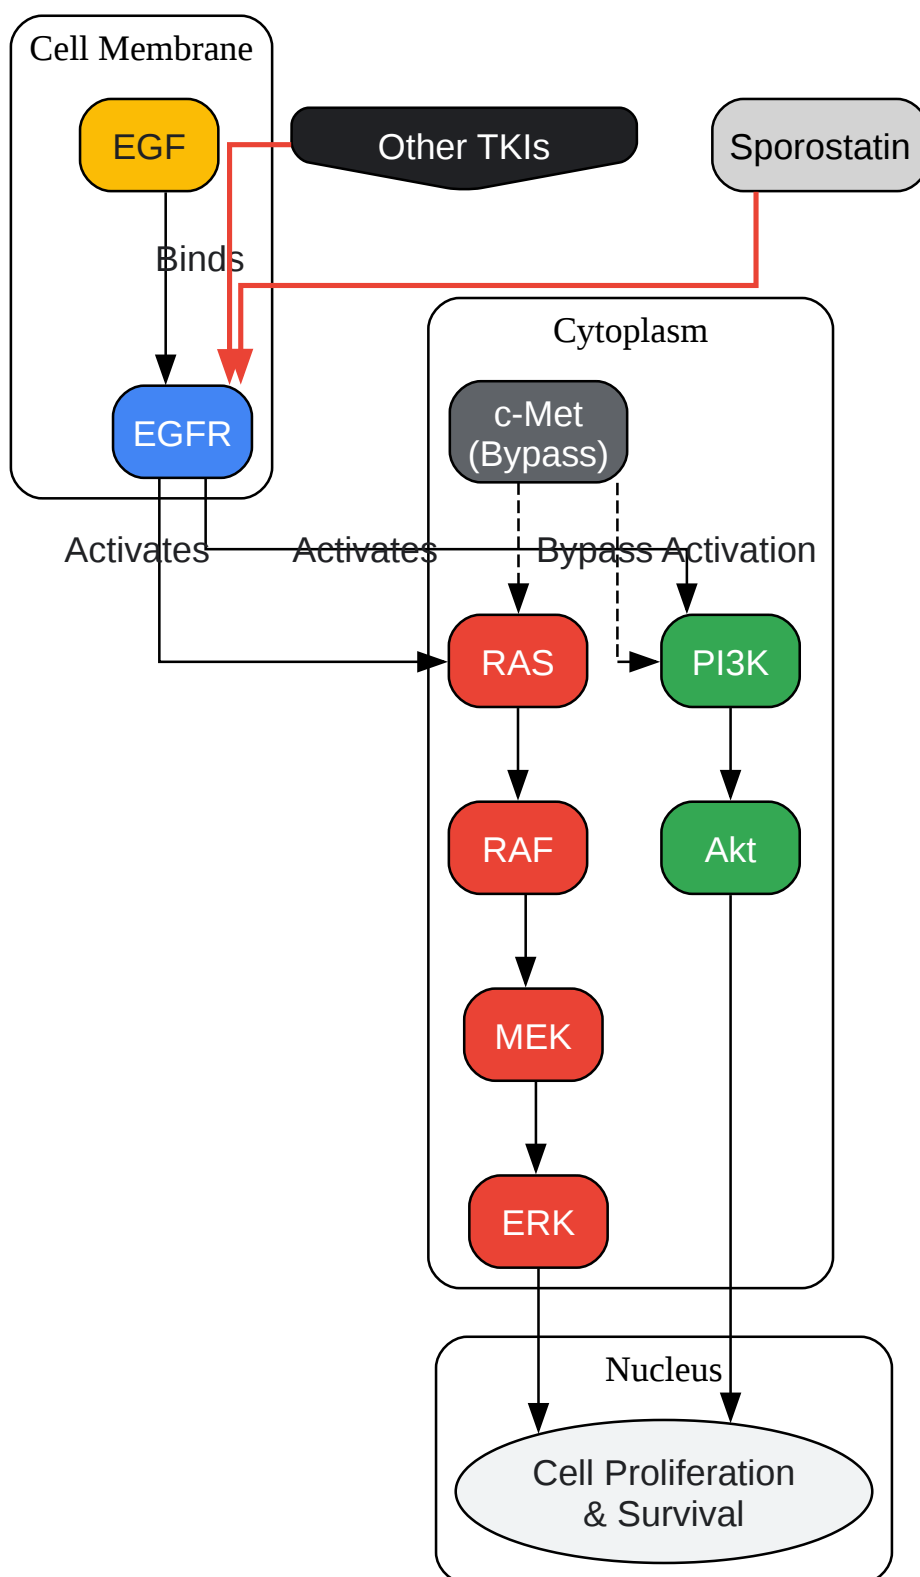 Cell Membrane
EGF
Other TKIs
Sporostatin
Binds
Cytoplasm
c-Met
(Bypass)
EGFR
Activates
Activates
Bypass Activation
RAS
PI3K
RAF
Akt
MEK
ERK
Nucleus
Cell Proliferation
& Survival